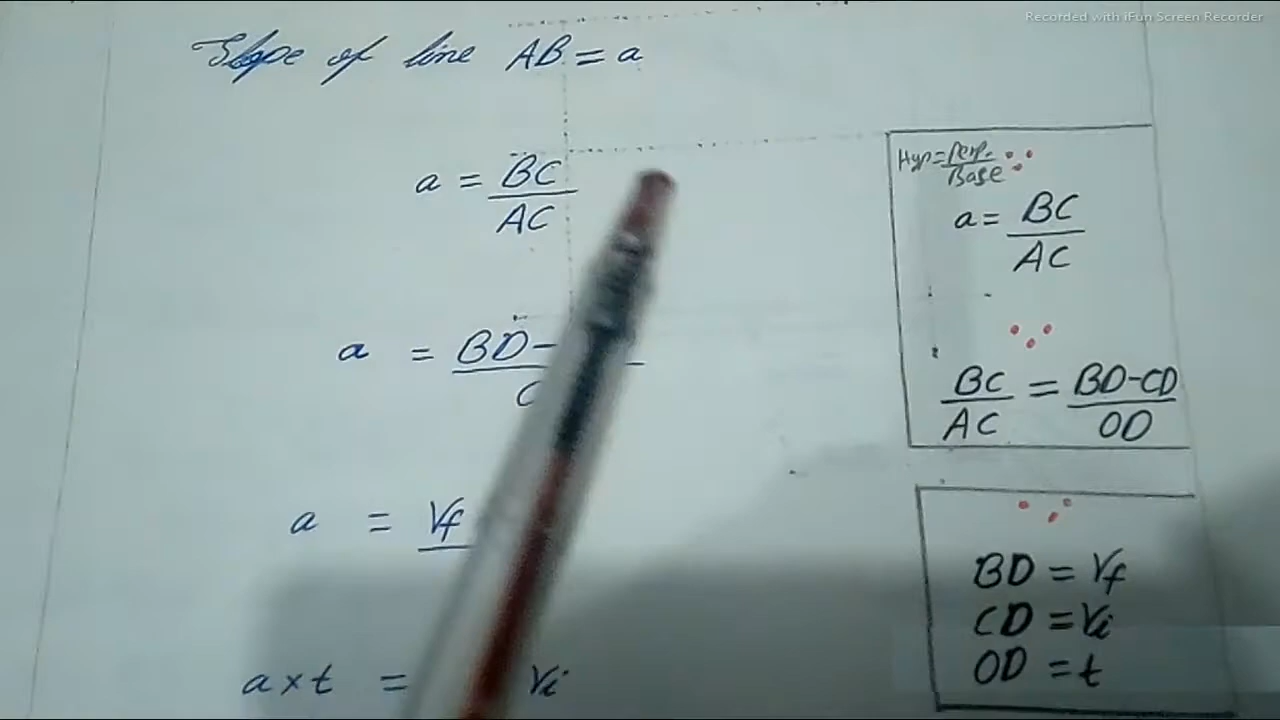 Recorded with iFun Screen Recorder
Slope of line AB = a
a = BC
AC
a = BD-
C
a = Vf
a x t = Vi
Hyp = Perp.
Base
a = BC
AC
BC = BD-CD
AC OD
BD = Vf
CD = Vi
OD = t